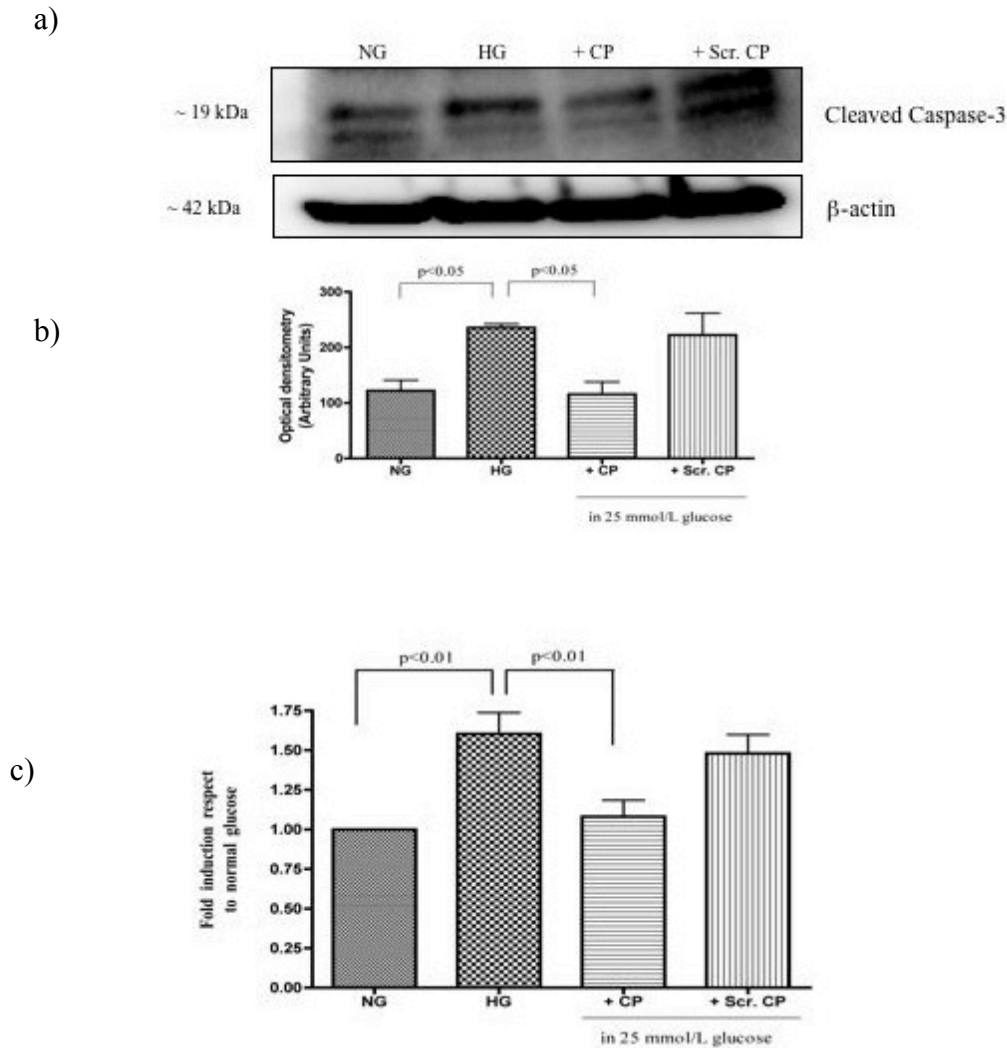 a)
NG HG + CP + Scr. CP
~ 19 kDa
Cleaved Caspase-3
~ 42 kDa
β-actin
b)
p<0.05 p<0.05
Optical densitometry
(Arbitrary Units)
300
200
100
0
NG HG + CP + Scr. CP
in 25 mmol/L glucose
c)
p<0.01 p<0.01
Fold induction respect
to normal glucose
1.75
1.50
1.25
1.00
0.75
0.50
0.25
0.00
NG HG + CP + Scr. CP
in 25 mmol/L glucose